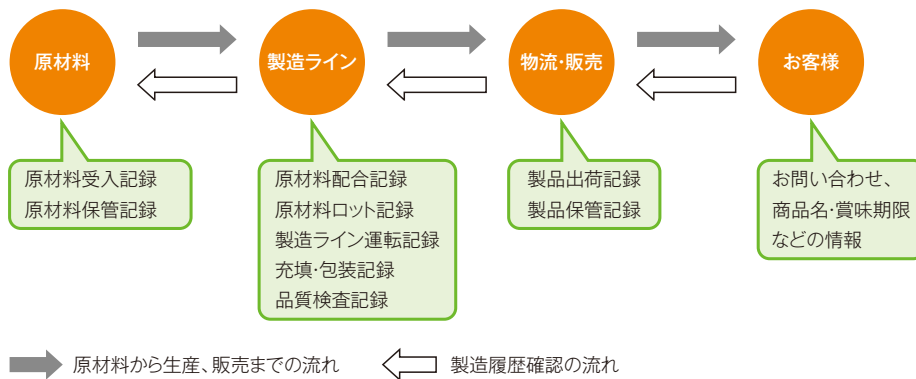 原材料
製造ライン
物流・販売
お客様
原材料受入記録
原材料保管記録
原材料配合記録
原材料ロット記録
製造ライン運転記録
充填・包装記録
品質検査記録
製品出荷記録
製品保管記録
お問い合わせ、
商品名・賞味期限
などの情報
原材料から生産、販売までの流れ
製造履歴確認の流れ